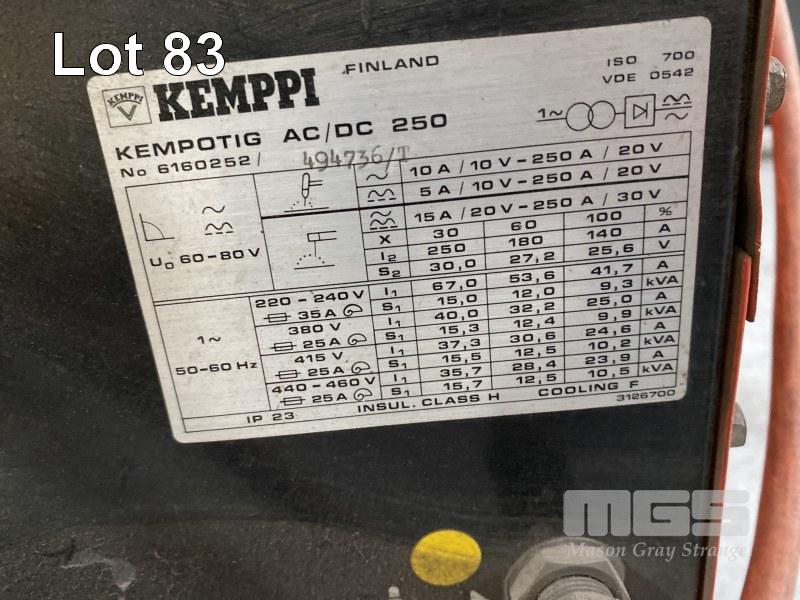 Lot 83
KEMPPI
KEMPPI
FINLAND
ISO 700
VDE 0542
KEMPOTIG AC/DC 250
1~
No 6160252/ 494736/T
10 A / 10 V - 250 A / 20 V
5 A / 10 V - 250 A / 20 V
15 A / 20 V - 250 A / 30 V
U₀ 60-80 V
X 30 60 100 %
I₂ 250 180 140 A
S₂ 30,0 27,2 25,6 V
1~
50-60 Hz
220 - 240 V I₁ 67,0 53,6 41,7 A
35 A S₁ 15,0 12,0 9,3 kVA
380 V I₁ 40,0 32,2 25,0 A
25 A S₁ 15,3 12,4 9,9 kVA
415 V I₁ 37,3 30,6 24,6 A
25 A S₁ 15,5 12,5 10,2 kVA
440 - 460 V I₁ 35,7 28,4 23,9 A
25 A S₁ 15,7 12,5 10,5 kVA
IP 23 INSUL. CLASS H COOLING F
3126700
MGS
Mason Gray Strange